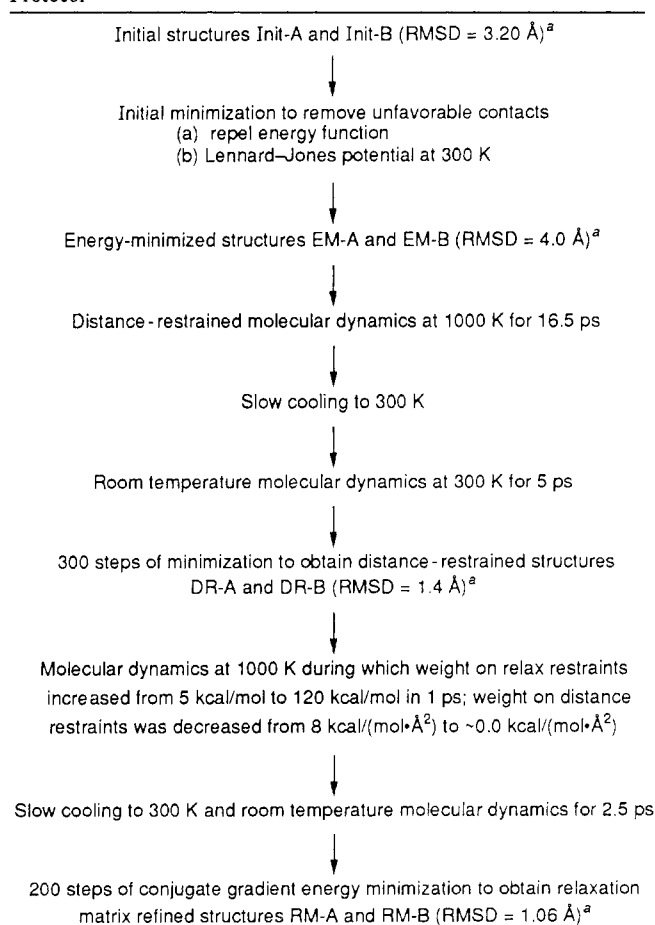 Protocol
Initial structures Init-A and Init-B (RMSD = 3.20 Å)a
Initial minimization to remove unfavorable contacts
(a) repel energy function
(b) Lennard–Jones potential at 300 K
Energy-minimized structures EM-A and EM-B (RMSD = 4.0 Å)a
Distance-restrained molecular dynamics at 1000 K for 16.5 ps
Slow cooling to 300 K
Room temperature molecular dynamics at 300 K for 5 ps
300 steps of minimization to obtain distance-restrained structures
DR-A and DR-B (RMSD = 1.4 Å)a
Molecular dynamics at 1000 K during which weight on relax restraints
increased from 5 kcal/mol to 120 kcal/mol in 1 ps; weight on distance
restraints was decreased from 8 kcal/(mol•Å2) to ~0.0 kcal/(mol•Å2)
Slow cooling to 300 K and room temperature molecular dynamics for 2.5 ps
200 steps of conjugate gradient energy minimization to obtain relaxation
matrix refined structures RM-A and RM-B (RMSD = 1.06 Å)a